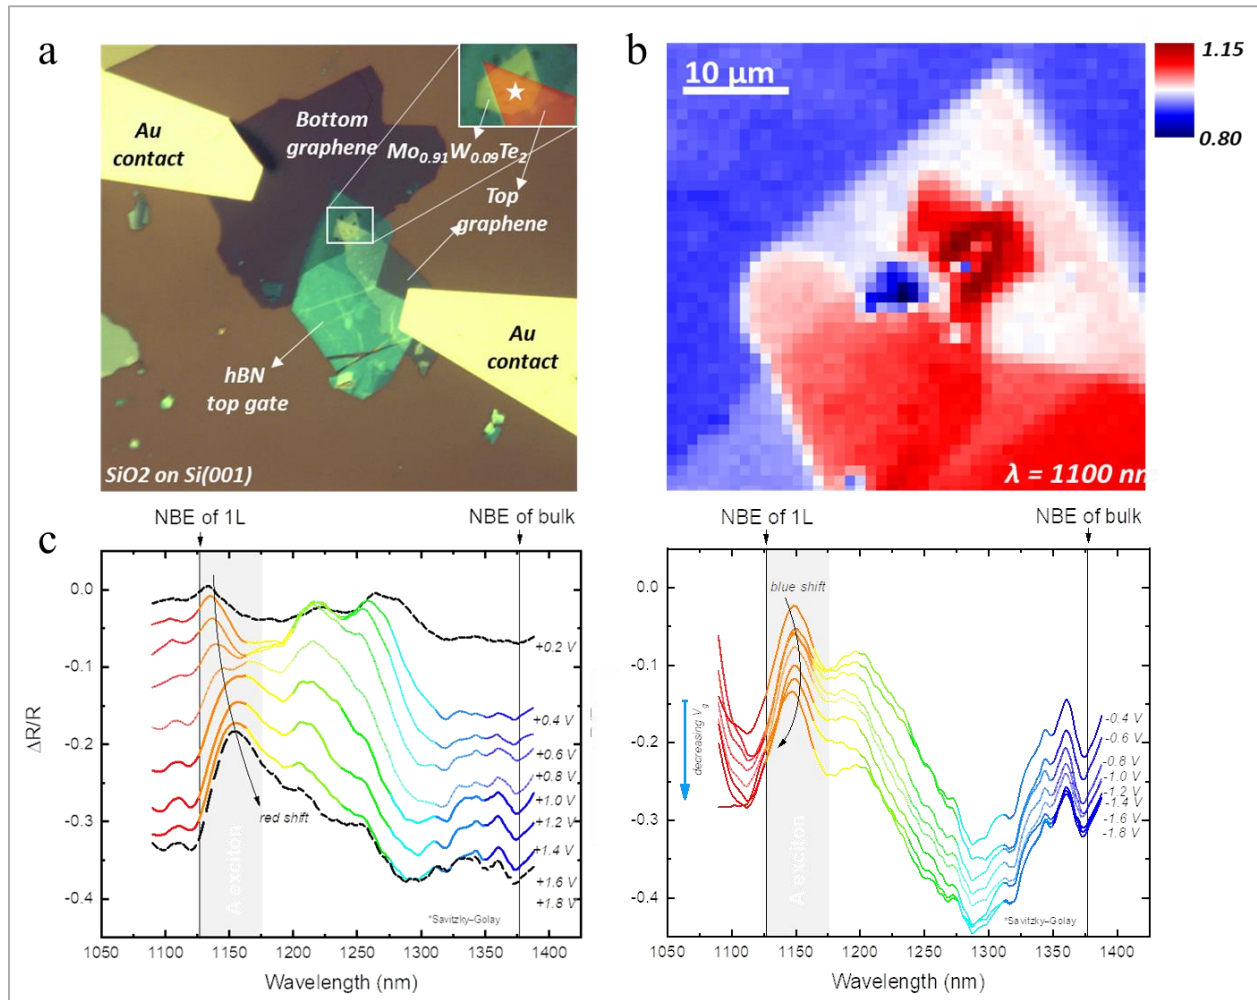 a
Au
contact
Bottom
graphene
Mo0.91W0.09Te2
Top
graphene
Au
contact
hBN
top gate
SiO2 on Si(001)
b
10 μm
1.15
0.80
λ = 1100 nm
c
NBE of 1L
NBE of bulk
0.0
-0.1
-0.2
-0.3
-0.4
ΔR/R
+0.2 V
+0.4 V
+0.6 V
+0.8 V
+1.0 V
+1.2 V
+1.4 V
+1.6 V
+1.8 V
red shift
A exciton
*Savitzky–Golay
1050 1100 1150 1200 1250 1300 1350 1400
Wavelength (nm)
NBE of 1L
NBE of bulk
blue shift
0.0
-0.1
-0.2
-0.3
-0.4
decreasing Vg
-0.4 V
-0.6 V
-0.8 V
-1.0 V
-1.2 V
-1.4 V
-1.6 V
-1.8 V
A exciton
*Savitzky–Golay
1050 1100 1150 1200 1250 1300 1350 1400
Wavelength (nm)